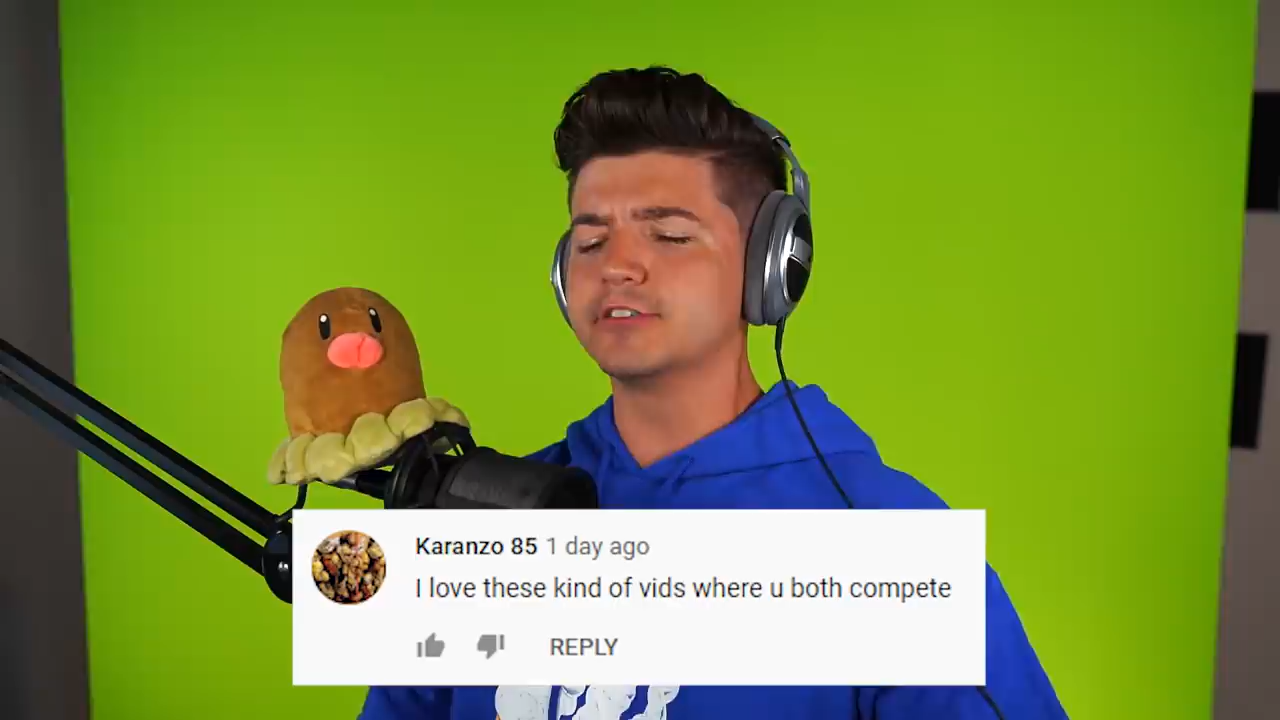 Karanzo 85 1 day ago
I love these kind of vids where u both compete
REPLY